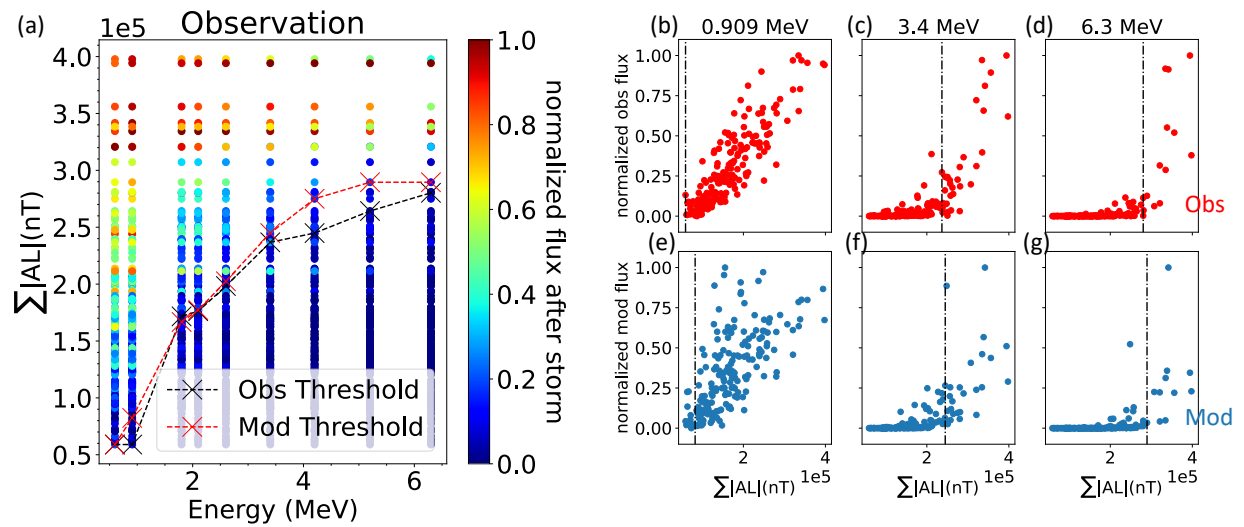 (a)
Observation
1e5
4.0
3.5
3.0
2.5
2.0
1.5
1.0
0.5
∑|AL|(nT)
2
4
6
Energy (MeV)
Obs Threshold
Mod Threshold
1.0
0.8
0.6
0.4
0.2
0.0
normalized flux after storm
(b)
0.909 MeV
(c)
3.4 MeV
(d)
6.3 MeV
normalized obs flux
1.00
0.75
0.50
0.25
0.00
Obs
(e)
(f)
(g)
normalized mod flux
1.00
0.75
0.50
0.25
0.00
Mod
2
4
2
4
2
4
∑|AL|(nT)
1e5
∑|AL|(nT)
1e5
∑|AL|(nT)
1e5